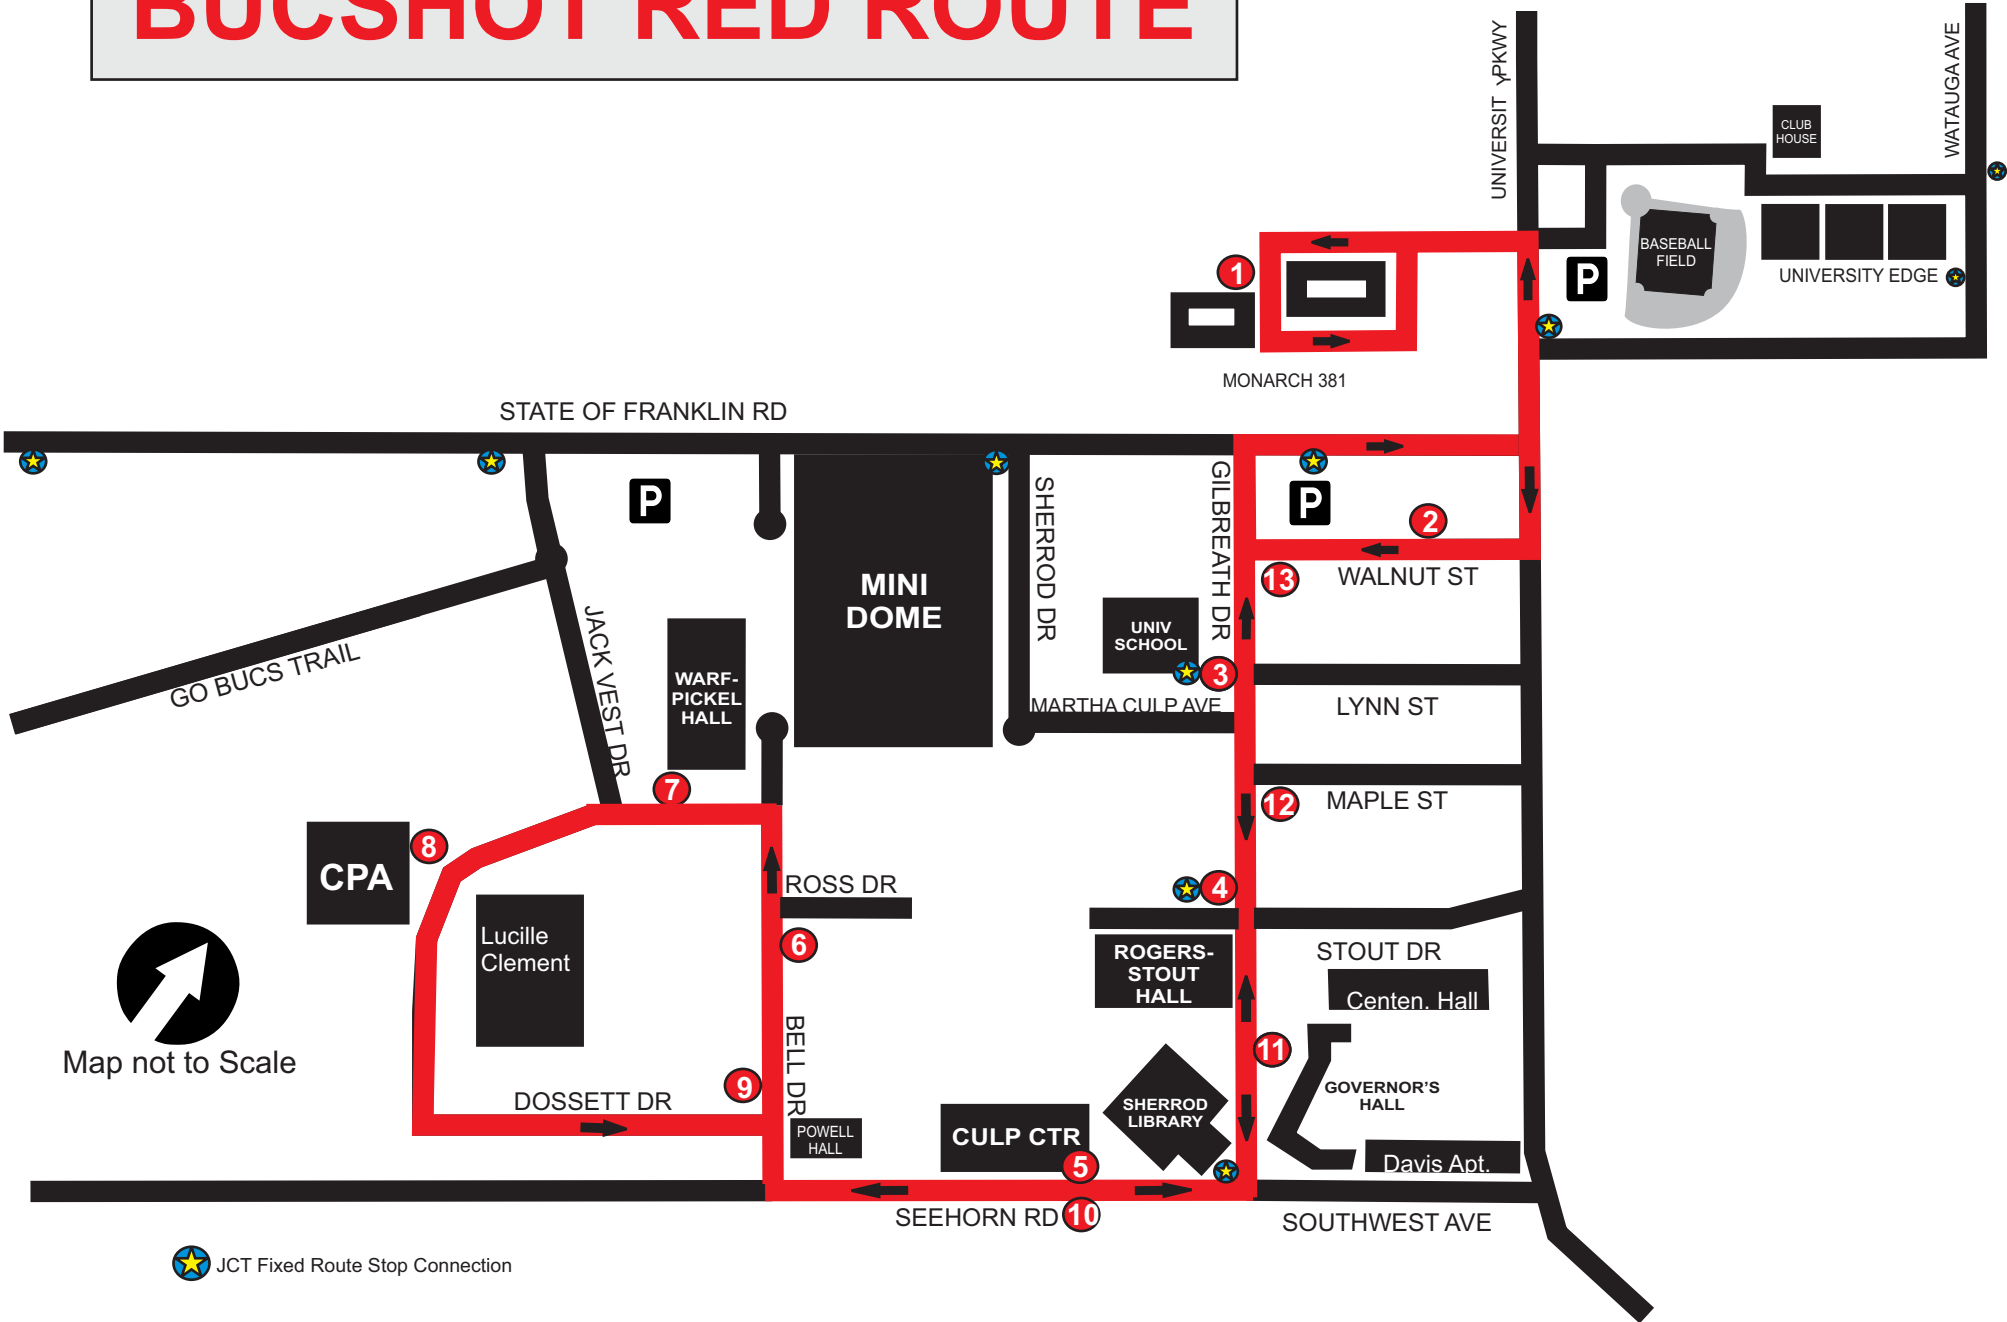 BUCSHOT RED ROUTE
UNIVERSIT YPKWY
WATAUGA AVE
CLUB
HOUSE
BASEBALL
FIELD
P
UNIVERSITY EDGE
1
MONARCH 381
STATE OF FRANKLIN RD
P
P
2
SHERROD DR
GILBREATH DR
MINI
DOME
13
WALNUT ST
UNIV
SCHOOL
3
JACK VEST DR
GO BUCS TRAIL
WARF-
PICKEL
HALL
MARTHA CULP AVE
LYNN ST
7
12
MAPLE ST
8
CPA
ROSS DR
4
6
Lucille
Clement
ROGERS-
STOUT
HALL
STOUT DR
Centen. Hall
Map not to Scale
BELL DR
11
9
DOSSETT DR
GOVERNOR'S
HALL
SHERROD
LIBRARY
POWELL
HALL
CULP CTR
5
Davis Apt.
SEEHORN RD
10
SOUTHWEST AVE
JCT Fixed Route Stop Connection